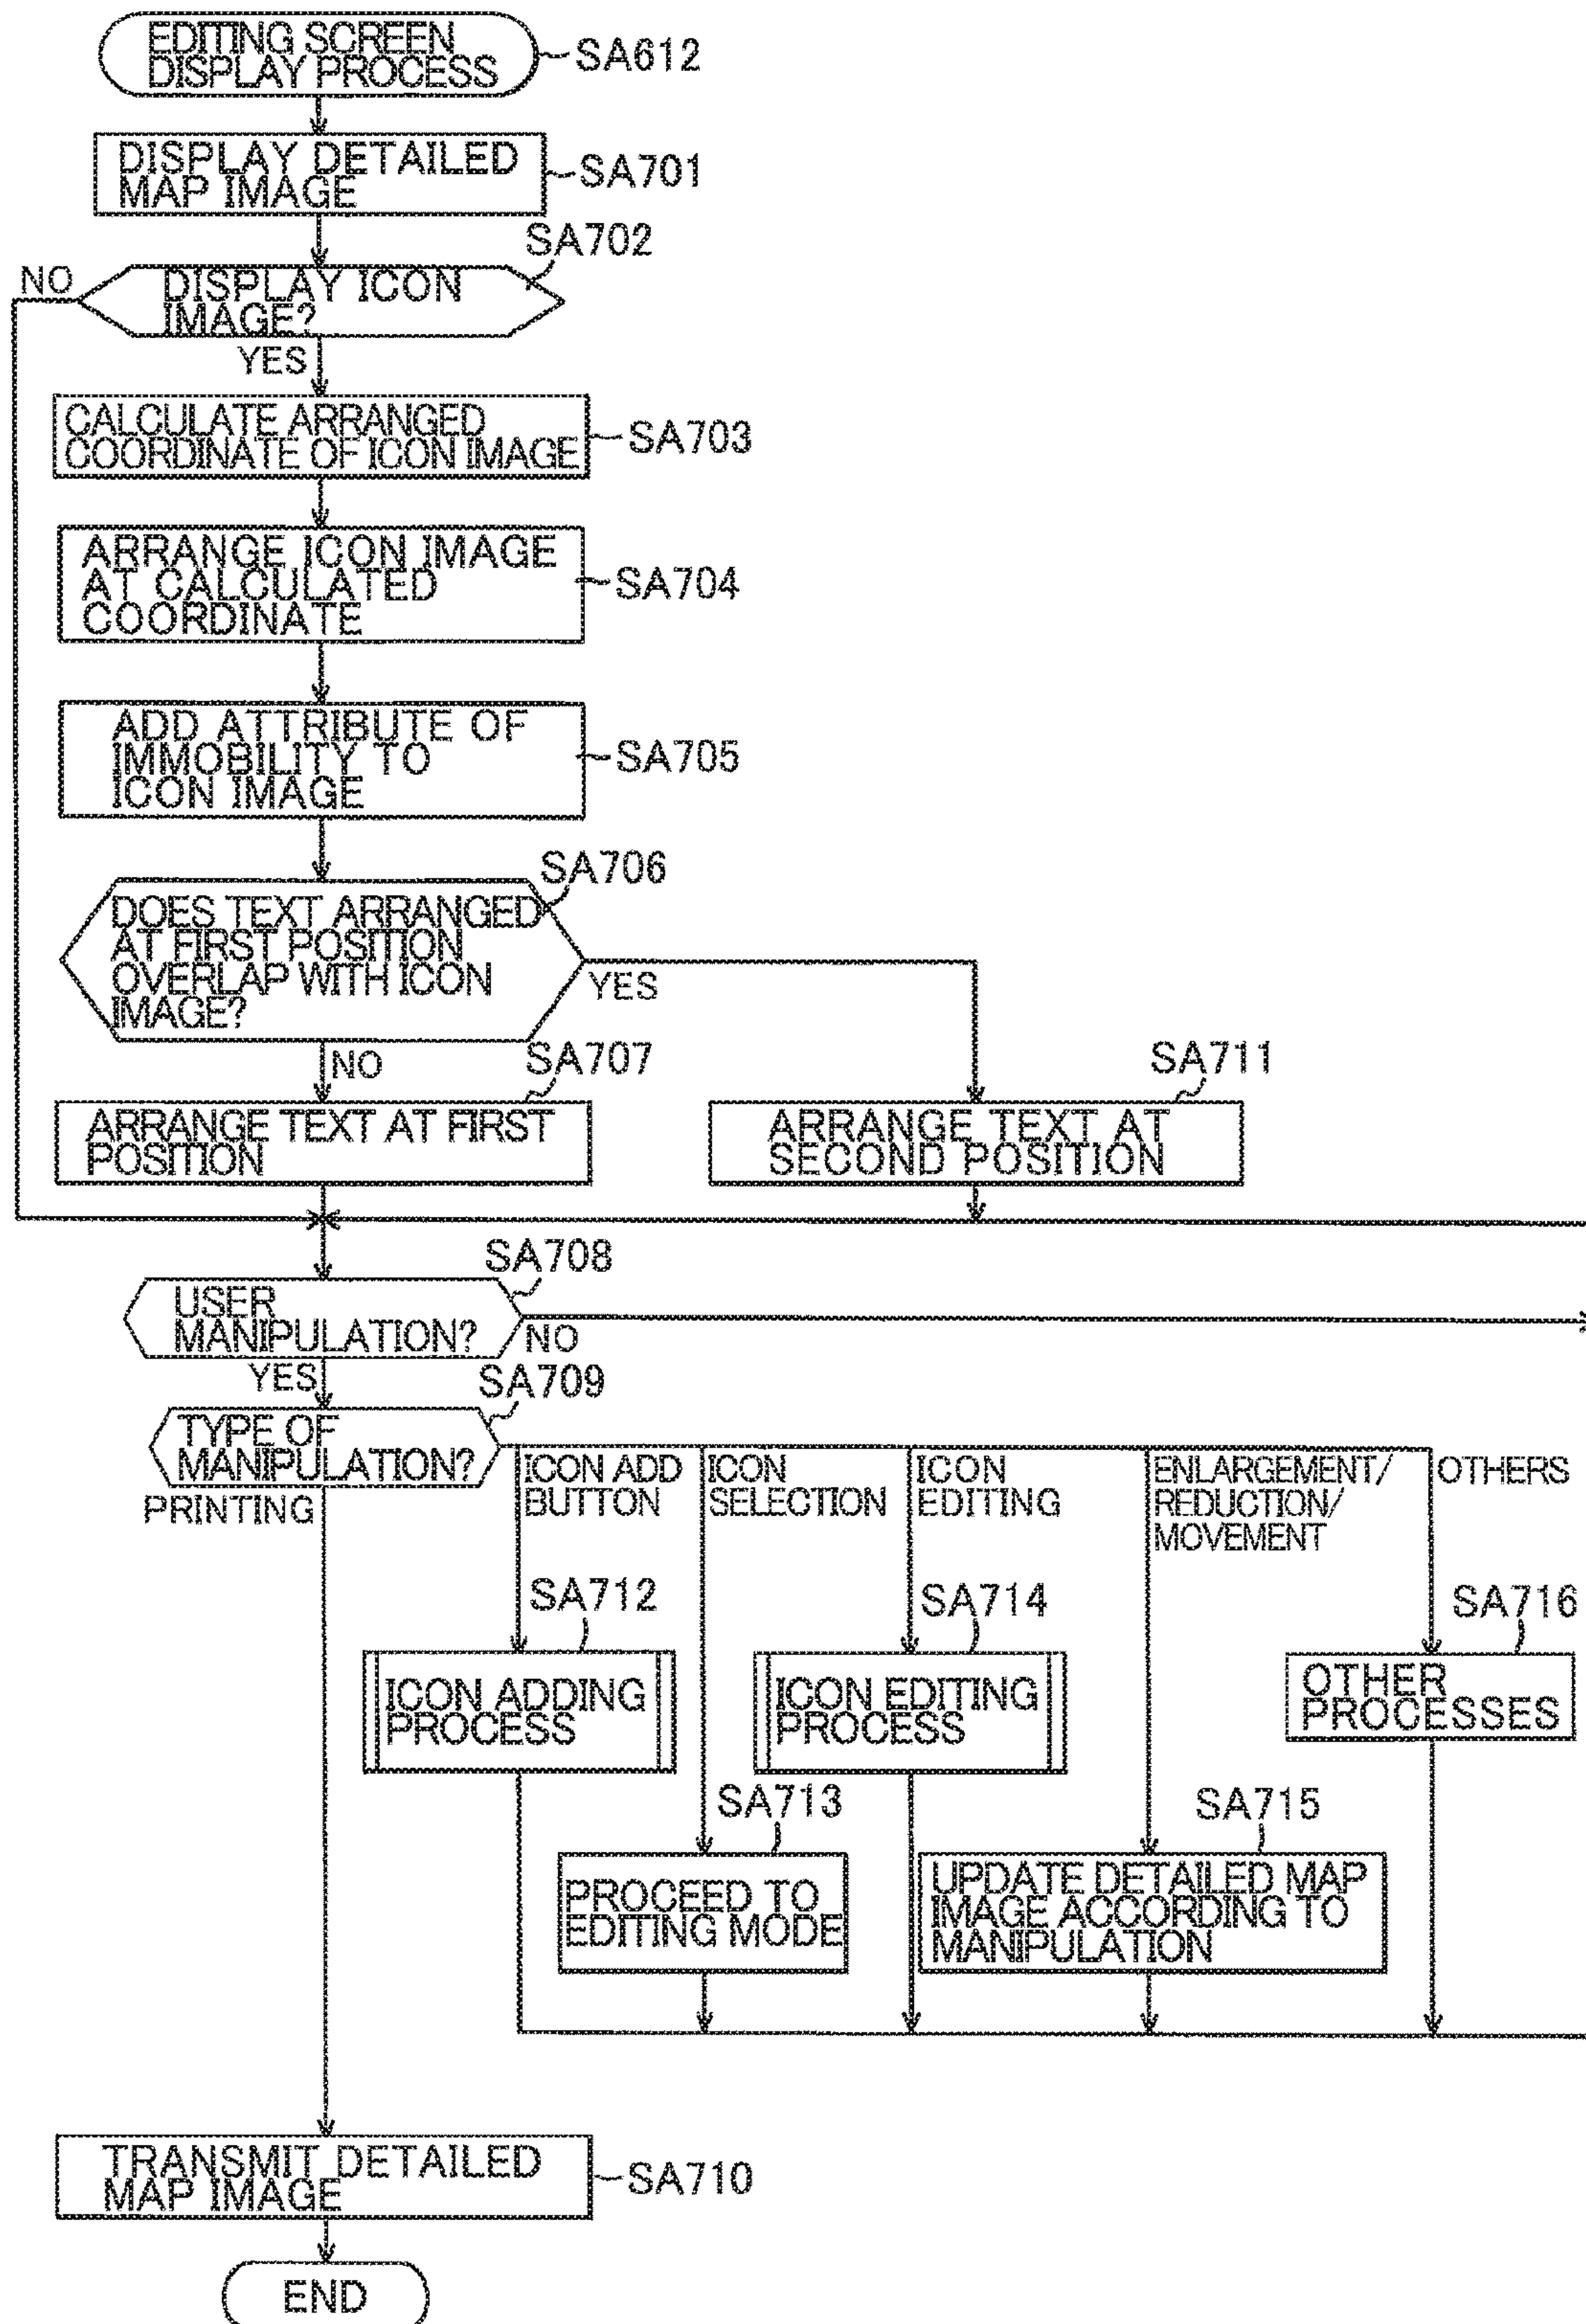 EDITING SCREEN
DISPLAY PROCESS
SA612
DISPLAY DETAILED
MAP IMAGE
SA701
SA702
NO
DISPLAY ICON
IMAGE?
YES
CALCULATE ARRANGED
COORDINATE OF ICON IMAGE
SA703
ARRANGE ICON IMAGE
AT CALCULATED
COORDINATE
SA704
ADD ATTRIBUTE OF
IMMOBILITY TO
ICON IMAGE
SA705
SA706
DOES TEXT ARRANGED
AT FIRST POSITION
OVERLAP WITH ICON
IMAGE?
YES
NO
SA707
SA711
ARRANGE TEXT AT FIRST
POSITION
ARRANGE TEXT AT
SECOND POSITION
SA708
USER
MANIPULATION?
NO
YES
SA709
TYPE OF
MANIPULATION?
PRINTING
ICON ADD
BUTTON
ICON
SELECTION
ICON
EDITING
ENLARGEMENT/
REDUCTION/
MOVEMENT
OTHERS
SA712
SA714
SA716
ICON ADDING
PROCESS
ICON EDITING
PROCESS
OTHER
PROCESSES
SA713
SA715
PROCEED TO
EDITING MODE
UPDATE DETAILED MAP
IMAGE ACCORDING TO
MANIPULATION
TRANSMIT DETAILED
MAP IMAGE
SA710
END